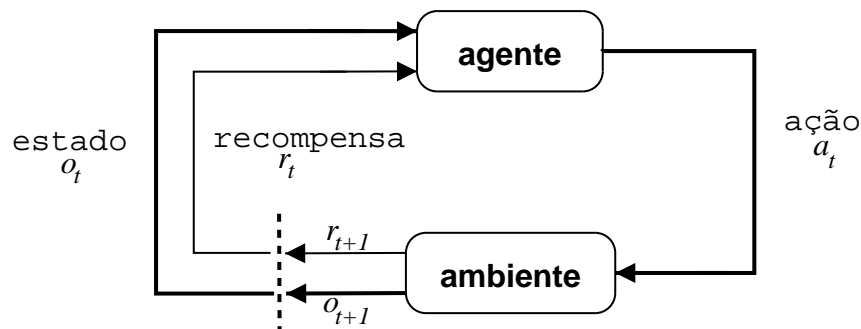 agente
estado
o_t
recompensa
r_t
ação
a_t
r_{t+1}
ambiente
o_{t+1}